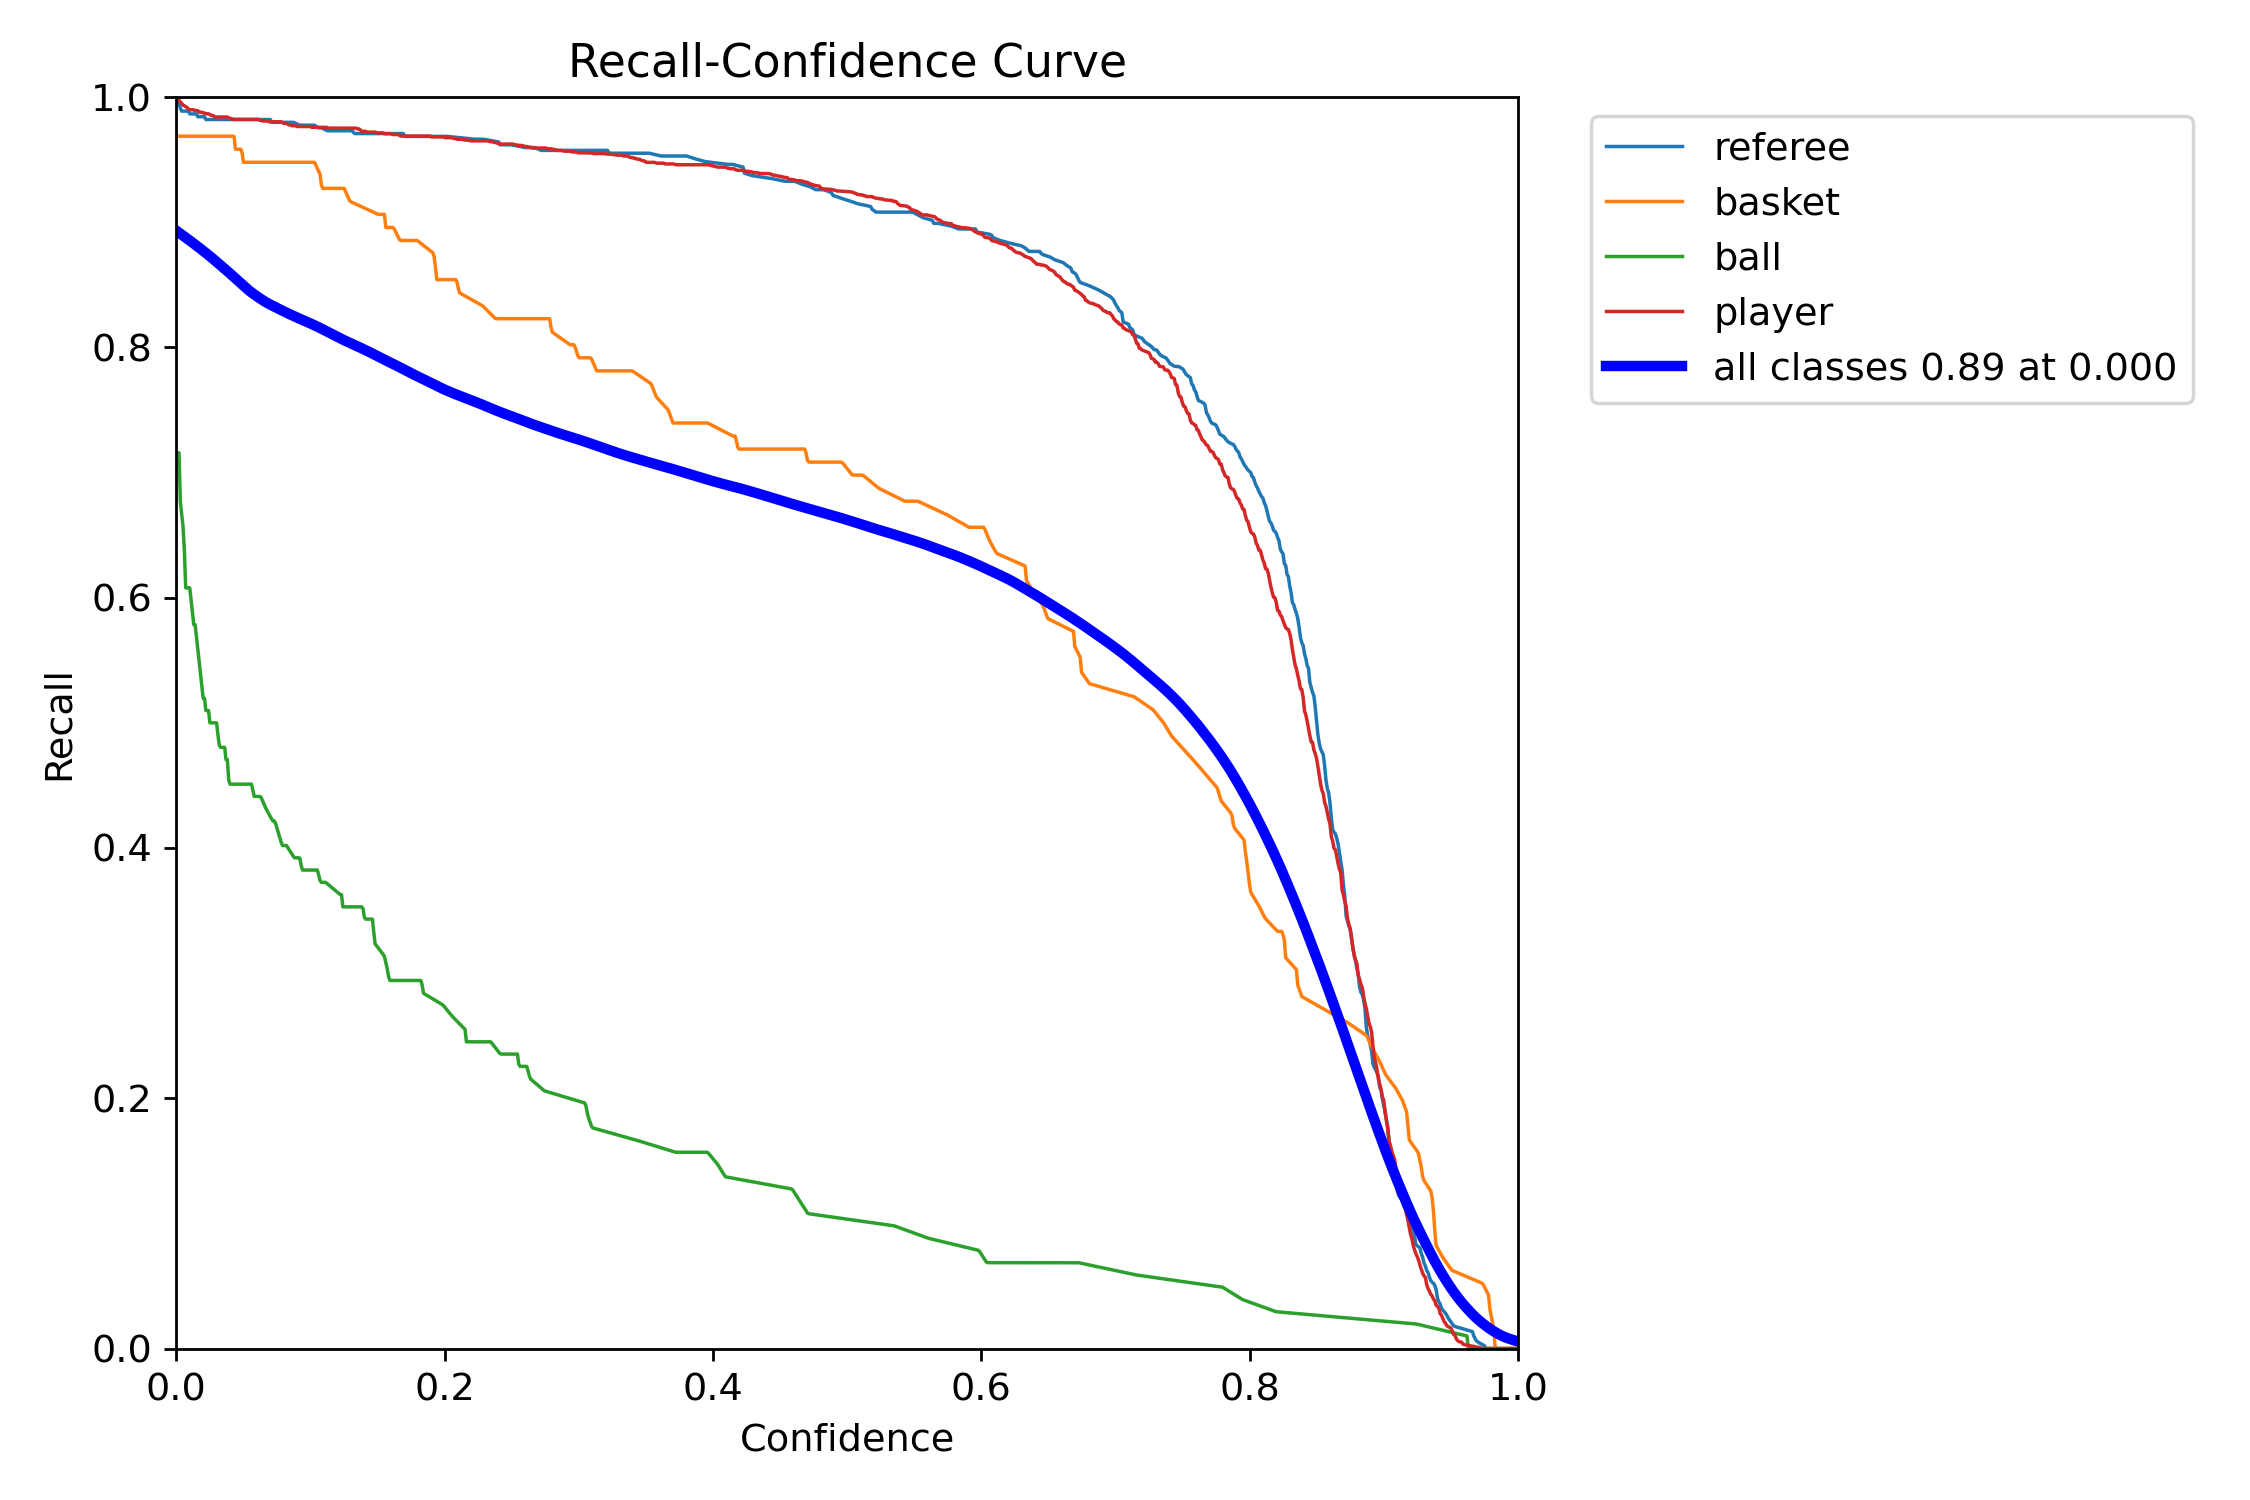 Recall-Confidence Curve
1.0
0.8
0.6
0.4
0.2
0.0
Recall
0.0 0.2 0.4 0.6 0.8 1.0
Confidence
referee
basket
ball
player
all classes 0.89 at 0.000